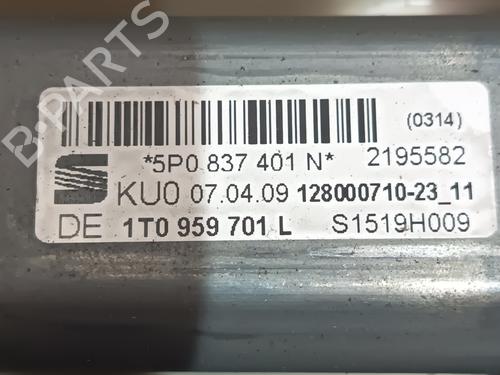 (0314)
*5P0 837 401 N* 2195582
KU0 07.04.09 128000710-23_11
DE 1T0 959 701 L S1519H009
B-PARTS